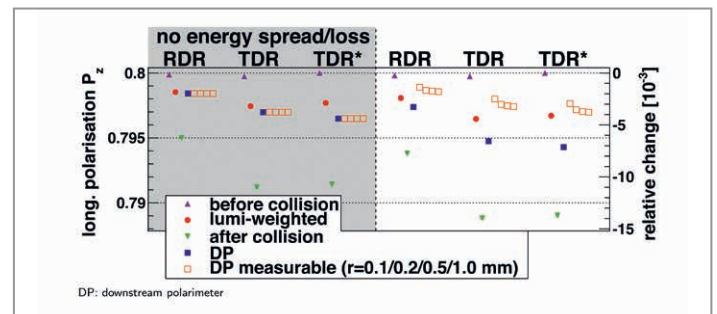 no energy spread/loss
RDR TDR TDR* RDR TDR TDR*
long. polarisation P_z
0.8
0.795
0.79
0
-5
-10
-15
relative change [10^-3]
before collision
lumi-weighted
after collision
DP
DP measurable (r=0.1/0.2/0.5/1.0 mm)
DP: downstream polarimeter